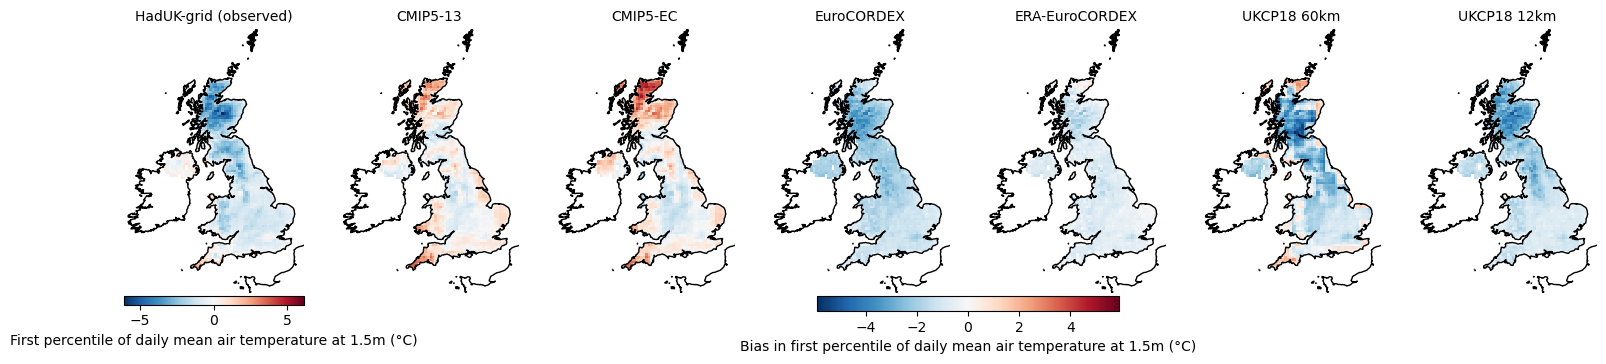 HadUK-grid (observed)
CMIP5-13
CMIP5-EC
EuroCORDEX
ERA-EuroCORDEX
UKCP18 60km
UKCP18 12km
−5 0 5
First percentile of daily mean air temperature at 1.5m (°C)
−4 −2 0 2 4
Bias in first percentile of daily mean air temperature at 1.5m (°C)